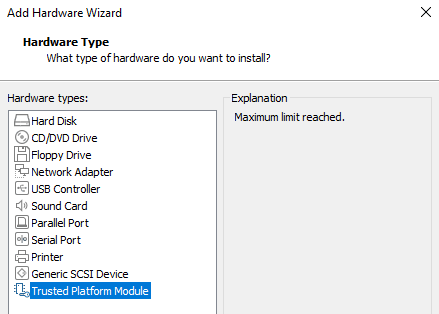 Add Hardware Wizard
Hardware Type
What type of hardware do you want to install?
Hardware types:
Hard Disk
CD/DVD Drive
Floppy Drive
Network Adapter
USB Controller
Sound Card
Parallel Port
Serial Port
Printer
Generic SCSI Device
Trusted Platform Module
Explanation
Maximum limit reached.